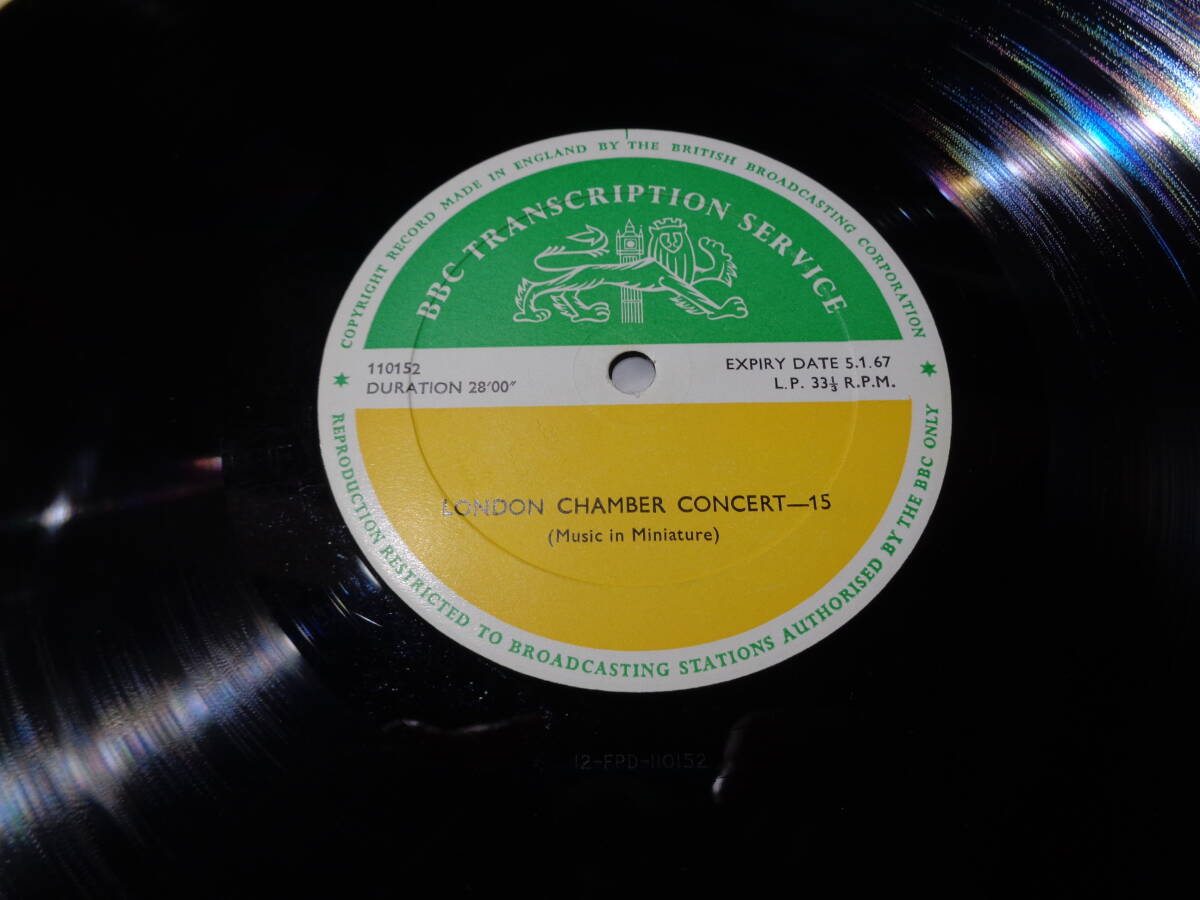 COPYRIGHT RECORD MADE IN ENGLAND BY THE BRITISH BROADCASTING CORPORATION
BBC TRANSCRIPTION SERVICE
110152
DURATION 28′00″
EXPIRY DATE 5.1.67
L.P. 33⅓ R.P.M.
LONDON CHAMBER CONCERT—15
(Music in Miniature)
REPRODUCTION RESTRICTED TO BROADCASTING STATIONS AUTHORISED BY THE BBC ONLY
12-FPD-110152